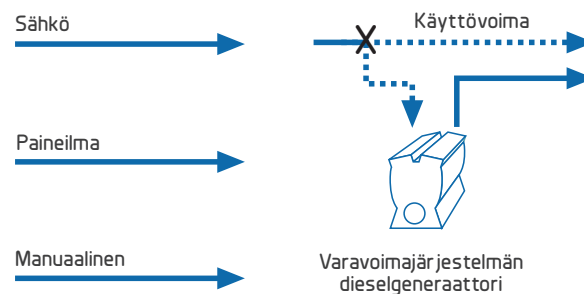 Sähkö
Käyttövoima
Paineilma
Manuaalinen
Varavoimajärjestelmän
dieselgeneraattori